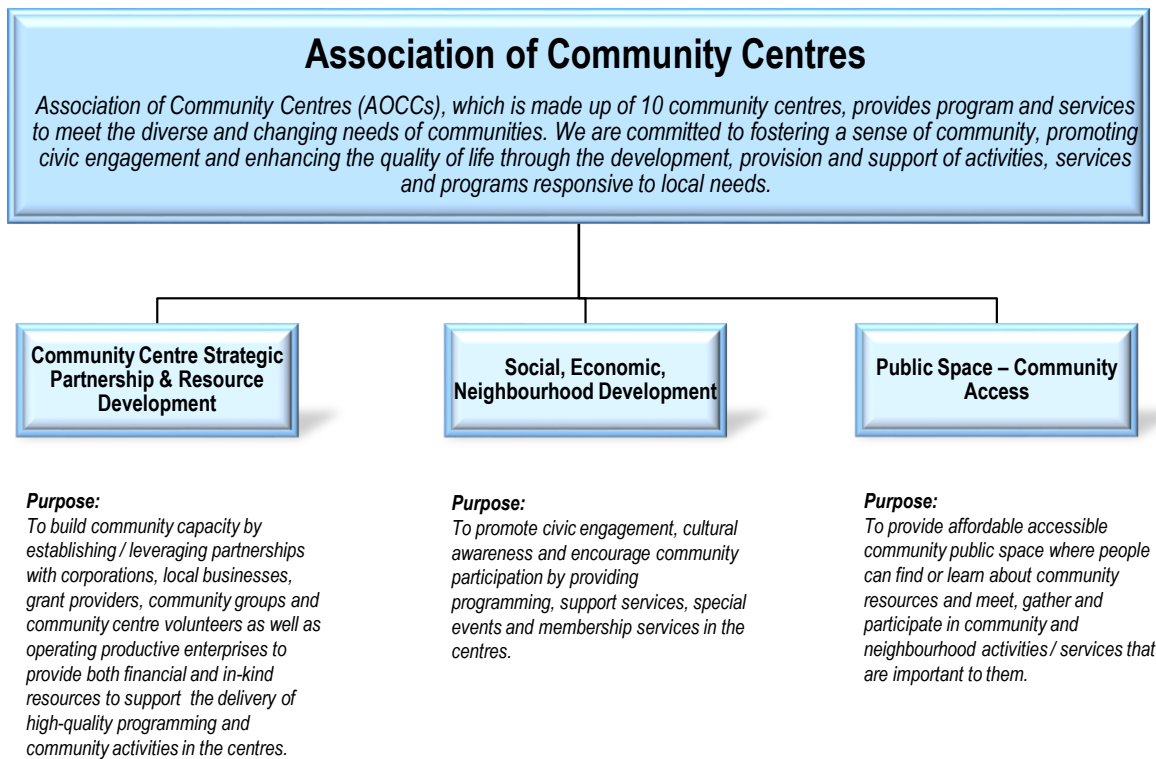 Association of Community Centres
Association of Community Centres (AOCCs), which is made up of 10 community centres, provides program and services
to meet the diverse and changing needs of communities. We are committed to fostering a sense of community, promoting
civic engagement and enhancing the quality of life through the development, provision and support of activities, services
and programs responsive to local needs.
Community Centre Strategic
Partnership & Resource
Development
Social, Economic,
Neighbourhood Development
Public Space – Community
Access
Purpose:
To build community capacity by
establishing / leveraging partnerships
with corporations, local businesses,
grant providers, community groups and
community centre volunteers as well as
operating productive enterprises to
provide both financial and in-kind
resources to support the delivery of
high-quality programming and
community activities in the centres.
Purpose:
To promote civic engagement, cultural
awareness and encourage community
participation by providing
programming, support services, special
events and membership services in the
centres.
Purpose:
To provide affordable accessible
community public space where people
can find or learn about community
resources and meet, gather and
participate in community and
neighbourhood activities / services that
are important to them.